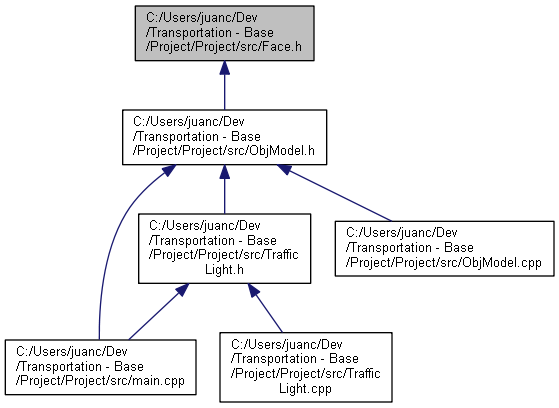 C:/Users/juanc/Dev
/Transportation - Base
/Project/Project/src/Face.h
C:/Users/juanc/Dev
/Transportation - Base
/Project/Project/src/ObjModel.h
C:/Users/juanc/Dev
/Transportation - Base
/Project/Project/src/Traffic
Light.h
C:/Users/juanc/Dev
/Transportation - Base
/Project/Project/src/ObjModel.cpp
C:/Users/juanc/Dev
/Transportation - Base
/Project/Project/src/main.cpp
C:/Users/juanc/Dev
/Transportation - Base
/Project/Project/src/Traffic
Light.cpp